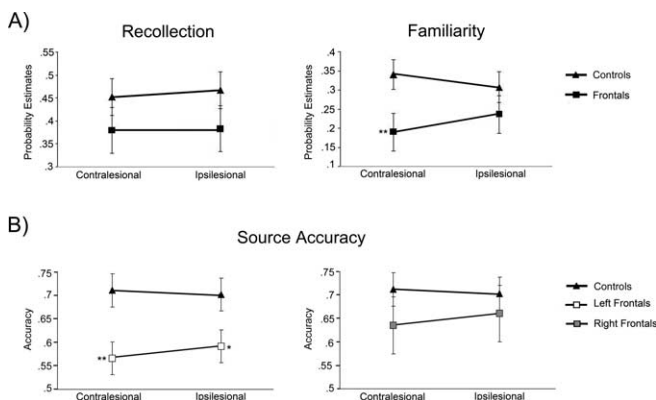 A)
Recollection
Familiarity
Probability Estimates
.55
.5
.45
.4
.35
.3
Contralesional
Ipsilesional
Probability Estimates
.4
.35
.3
.25
.2
.15
.1
**
Contralesional
Ipsilesional
Controls
Frontals
B)
Source Accuracy
Accuracy
.75
.7
.65
.6
.55
.5
**
*
Contralesional
Ipsilesional
Accuracy
.75
.7
.65
.6
.55
.5
Contralesional
Ipsilesional
Controls
Left Frontals
Right Frontals